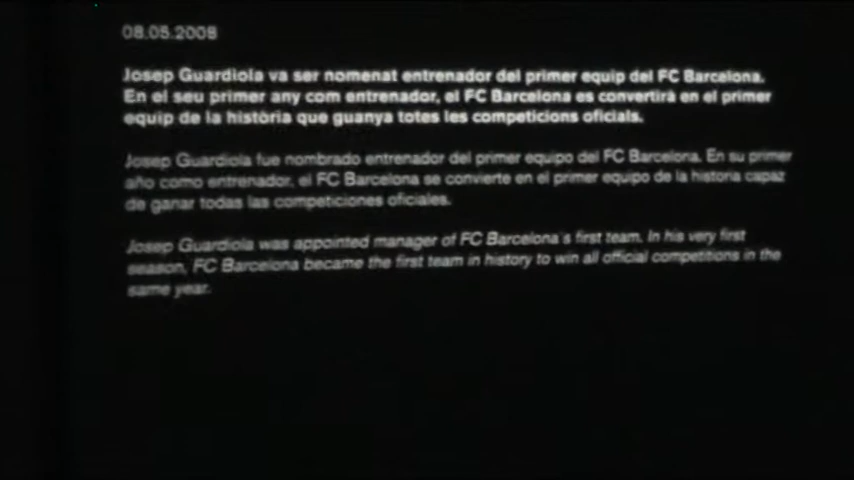 08.05.2008
Josep Guardiola va ser nomenat entrenador del primer equip del FC Barcelona.
En el seu primer any com entrenador, el FC Barcelona es convertirà en el primer
equip de la història que guanya totes les competicions oficials.
Josep Guardiola fue nombrado entrenador del primer equipo del FC Barcelona. En su primer
año como entrenador, el FC Barcelona se convierte en el primer equipo de la historia capaz
de ganar todas las competiciones oficiales.
Josep Guardiola was appointed manager of FC Barcelona's first team. In his very first
season, FC Barcelona became the first team in history to win all official competitions in the
same year.